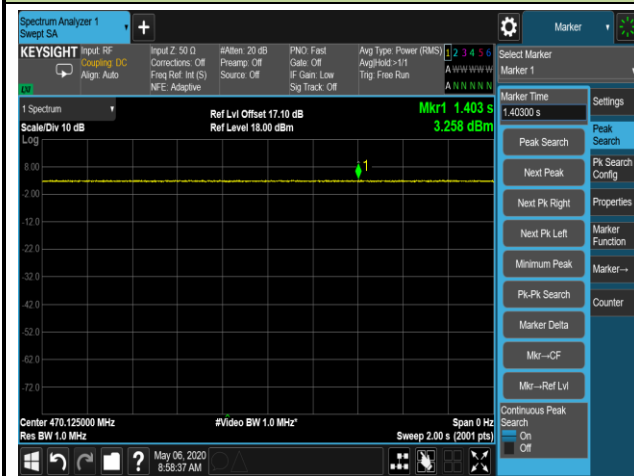 Spectrum Analyzer 1
Swept SA
Marker
KEYSIGHT
Input: RF
Coupling: DC
Align: Auto
Input Z: 50 Ω
Corrections: Off
Freq Ref: Int (S)
NFE: Adaptive
#Atten: 20 dB
Preamp: Off
Source: Off
PNO: Fast
Gate: Off
IF Gain: Low
Sig Track: Off
Avg Type: Power (RMS)
Avg|Hold >1/1
Trig: Free Run
1 2 3 4 5 6
A W W W W W
A N N N N N
LXI
Select Marker
Marker 1
1 Spectrum
Scale/Div 10 dB
Log
Ref Lvl Offset 17.10 dB
Ref Level 18.00 dBm
Mkr1 1.403 s
3.258 dBm
1
8.00
-2.00
-12.0
-22.0
-32.0
-42.0
-52.0
-62.0
-72.0
Center 470.125000 MHz
Res BW 1.0 MHz
#Video BW 1.0 MHz*
Span 0 Hz
Sweep 2.00 s (2001 pts)
Marker Time
1.40300 s
Peak Search
Next Peak
Next Pk Right
Next Pk Left
Minimum Peak
Pk-Pk Search
Marker Delta
Mkr→CF
Mkr→Ref Lvl
Continuous Peak
Search
On
Off
Settings
Peak
Search
Pk Search
Config
Properties
Marker
Function
Marker→
Counter
May 06, 2020
8:58:37 AM